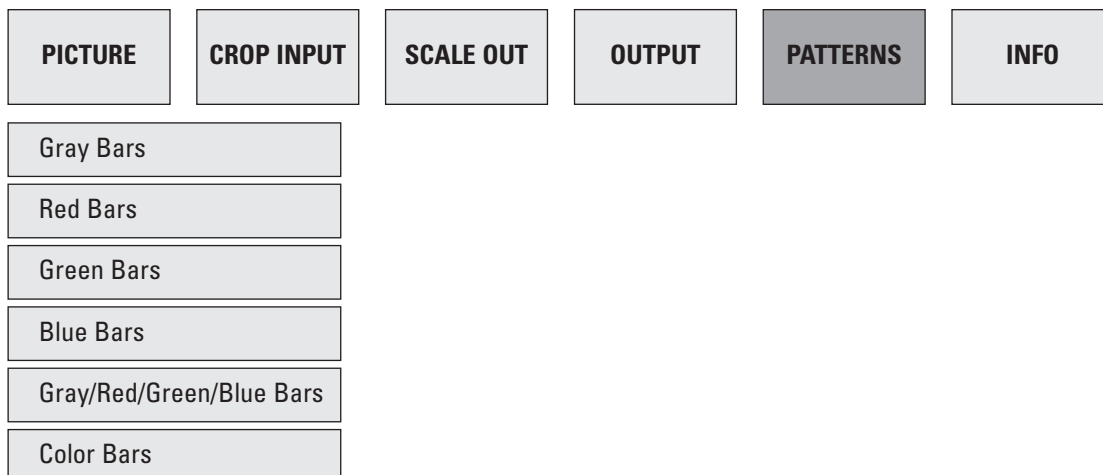 PICTURE CROP INPUT SCALE OUT OUTPUT PATTERNS INFO
Gray Bars
Red Bars
Green Bars
Blue Bars
Gray/Red/Green/Blue Bars
Color Bars